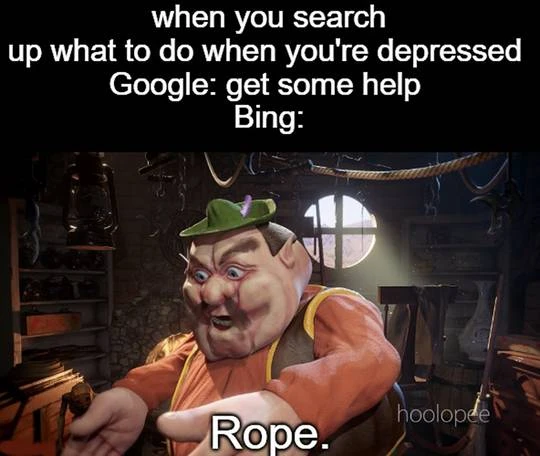 when you search
up what to do when you're depressed
Google: get some help
Bing:
hoolopee
Rope.